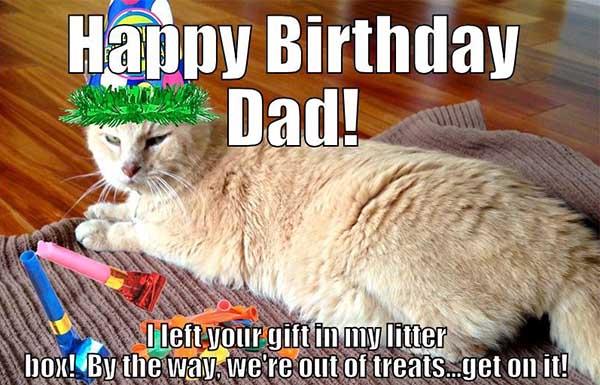 Happy Birthday
Dad!
I left your gift in my litter
box! By the way, we're out of treats...get on it!